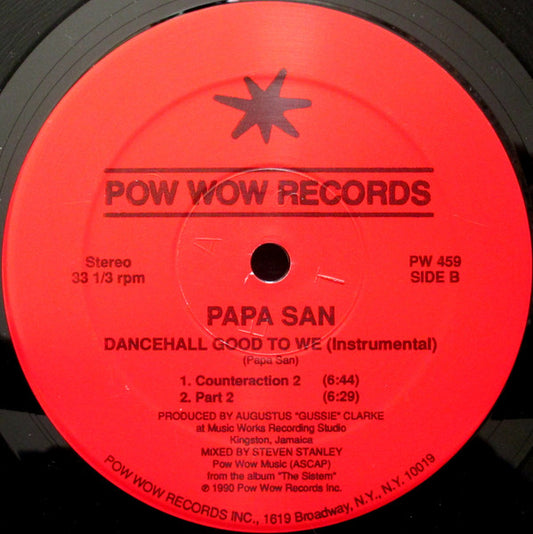 POW WOW RECORDS
Stereo
33 1/3 rpm
PW 459
SIDE B
PAPA SAN
DANCEHALL GOOD TO WE (Instrumental)
(Papa San)
1. Counteraction 2 (6:44)
2. Part 2 (6:29)
PRODUCED BY AUGUSTUS "GUSSIE" CLARKE
at Music Works Recording Studio
Kingston, Jamaica
MIXED BY STEVEN STANLEY
Pow Wow Music (ASCAP)
from the album "The Sistem"
℗ 1990 Pow Wow Records Inc.
POW WOW RECORDS INC., 1619 Broadway, N.Y., N.Y. 10019